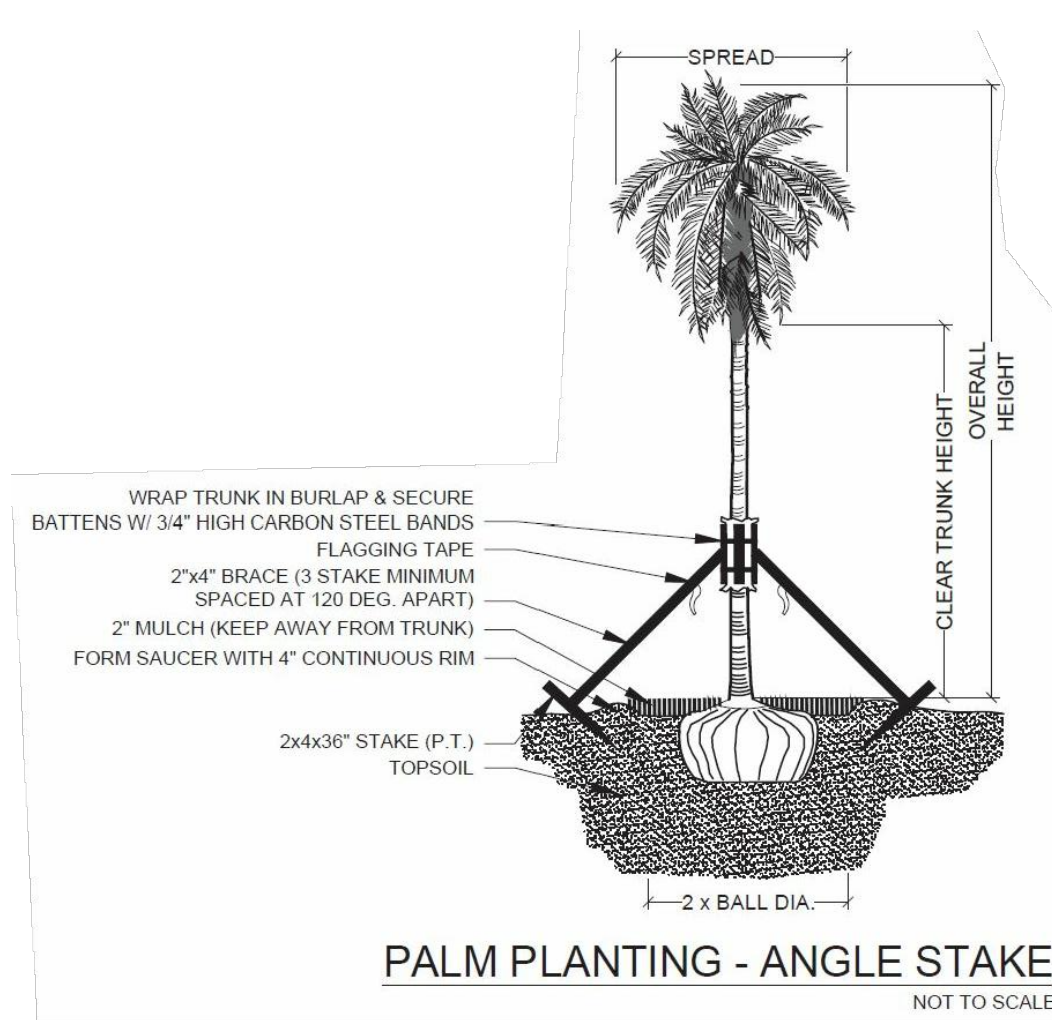 SPREAD
OVERALL
HEIGHT
CLEAR TRUNK HEIGHT
WRAP TRUNK IN BURLAP & SECURE
BATTENS W/ 3/4" HIGH CARBON STEEL BANDS
FLAGGING TAPE
2"x4" BRACE (3 STAKE MINIMUM
SPACED AT 120 DEG. APART)
2" MULCH (KEEP AWAY FROM TRUNK)
FORM SAUCER WITH 4" CONTINUOUS RIM
2x4x36" STAKE (P.T.)
TOPSOIL
2 x BALL DIA.
PALM PLANTING - ANGLE STAKE
NOT TO SCALE